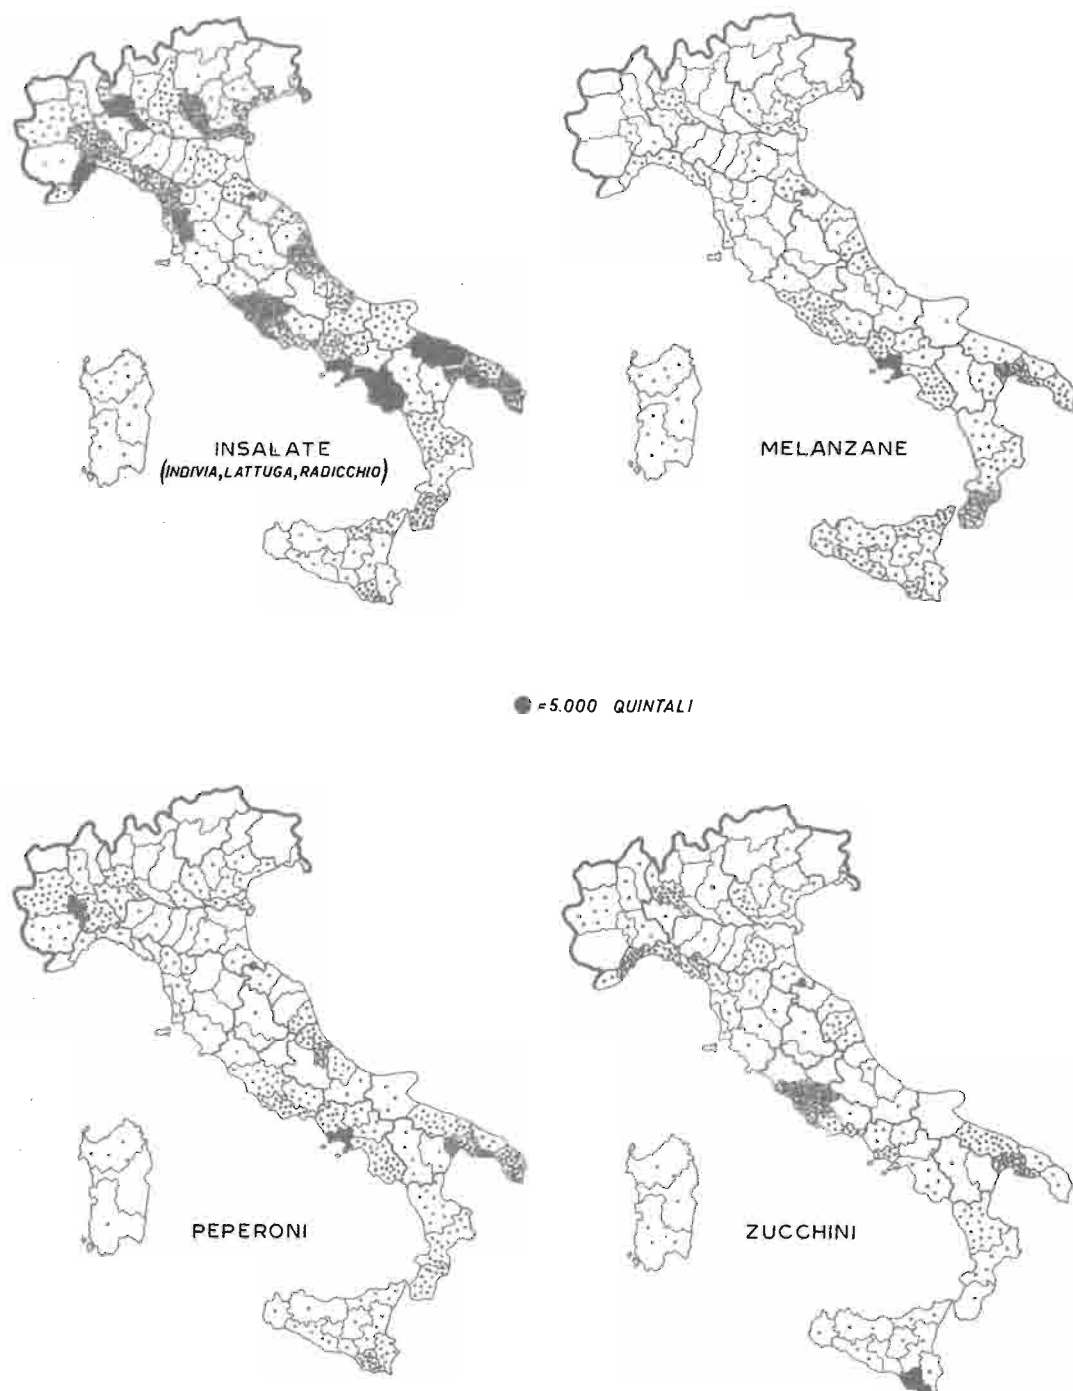 INSALATE
(INDIVIA, LATTUGA, RADICCHIO)
MELANZANE
= 5.000 QUINTALI
PEPERONI
ZUCCHINI